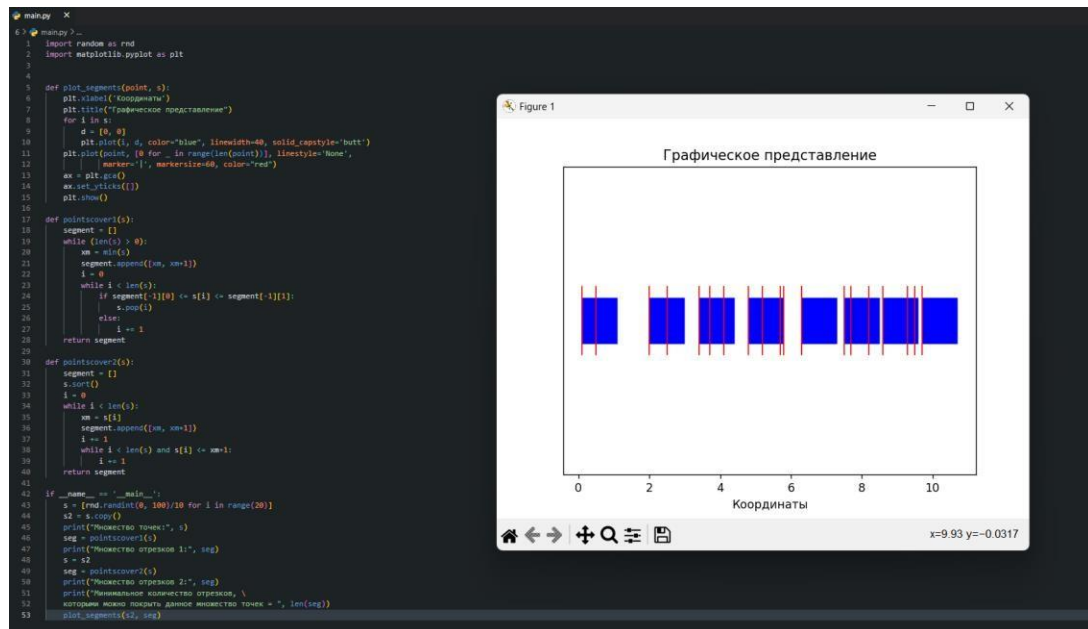 main.py ×
6 > main.py > ...
1 import random as rnd
2 import matplotlib.pyplot as plt
3
4
5 def plot_segments(point, s):
6 plt.xlabel('Координаты')
7 plt.title("Графическое представление")
8 for i in s:
9 d = [0, 0]
10 plt.plot(i, d, color="blue", linewidth=40, solid_capstyle='butt')
11 plt.plot(point, [0 for _ in range(len(point))], linestyle='None',
12 marker='|', markersize=60, color="red")
13 ax = plt.gca()
14 ax.set_yticks([])
15 plt.show()
16
17 def pointscover1(s):
18 segment = []
19 while (len(s) > 0):
20 xm = min(s)
21 segment.append([xm, xm+1])
22 i = 0
23 while i < len(s):
24 if segment[-1][0] <= s[i] <= segment[-1][1]:
25 s.pop(i)
26 else:
27 i += 1
28 return segment
29
30 def pointscover2(s):
31 segment = []
32 s.sort()
33 i = 0
34 while i < len(s):
35 xm = s[i]
36 segment.append([xm, xm+1])
37 i += 1
38 while i < len(s) and s[i] <= xm+1:
39 i += 1
40 return segment
41
42 if __name__ == '__main__':
43 s = [rnd.randint(0, 100)/10 for i in range(20)]
44 s2 = s.copy()
45 print("Множество точек:", s)
46 seg = pointscover1(s)
47 print("Множество отрезков 1:", seg)
48 s = s2
49 seg = pointscover2(s)
50 print("Множество отрезков 2:", seg)
51 print("Минимальное количество отрезков, \
52 которыми можно покрыть данное множество точек = ", len(seg))
53 plot_segments(s2, seg)
Figure 1
Графическое представление
0 2 4 6 8 10
Координаты
x=9.93 y=−0.0317